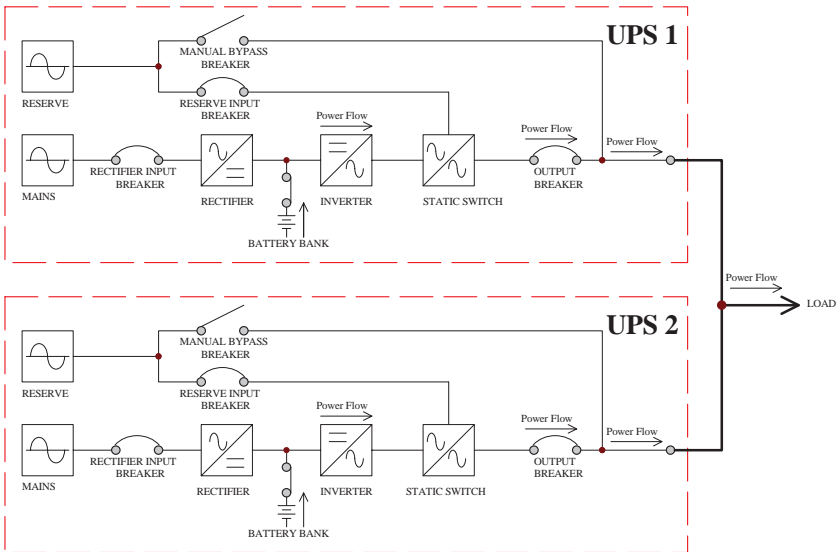 UPS 1
MANUAL BYPASS
BREAKER
RESERVE
RESERVE INPUT
BREAKER
Power Flow
Power Flow
Power Flow
RECTIFIER INPUT
BREAKER
OUTPUT
BREAKER
MAINS
RECTIFIER
INVERTER
STATIC SWITCH
BATTERY BANK
Power Flow
LOAD
UPS 2
MANUAL BYPASS
BREAKER
RESERVE
RESERVE INPUT
BREAKER
Power Flow
Power Flow
Power Flow
RECTIFIER INPUT
BREAKER
OUTPUT
BREAKER
MAINS
RECTIFIER
INVERTER
STATIC SWITCH
BATTERY BANK